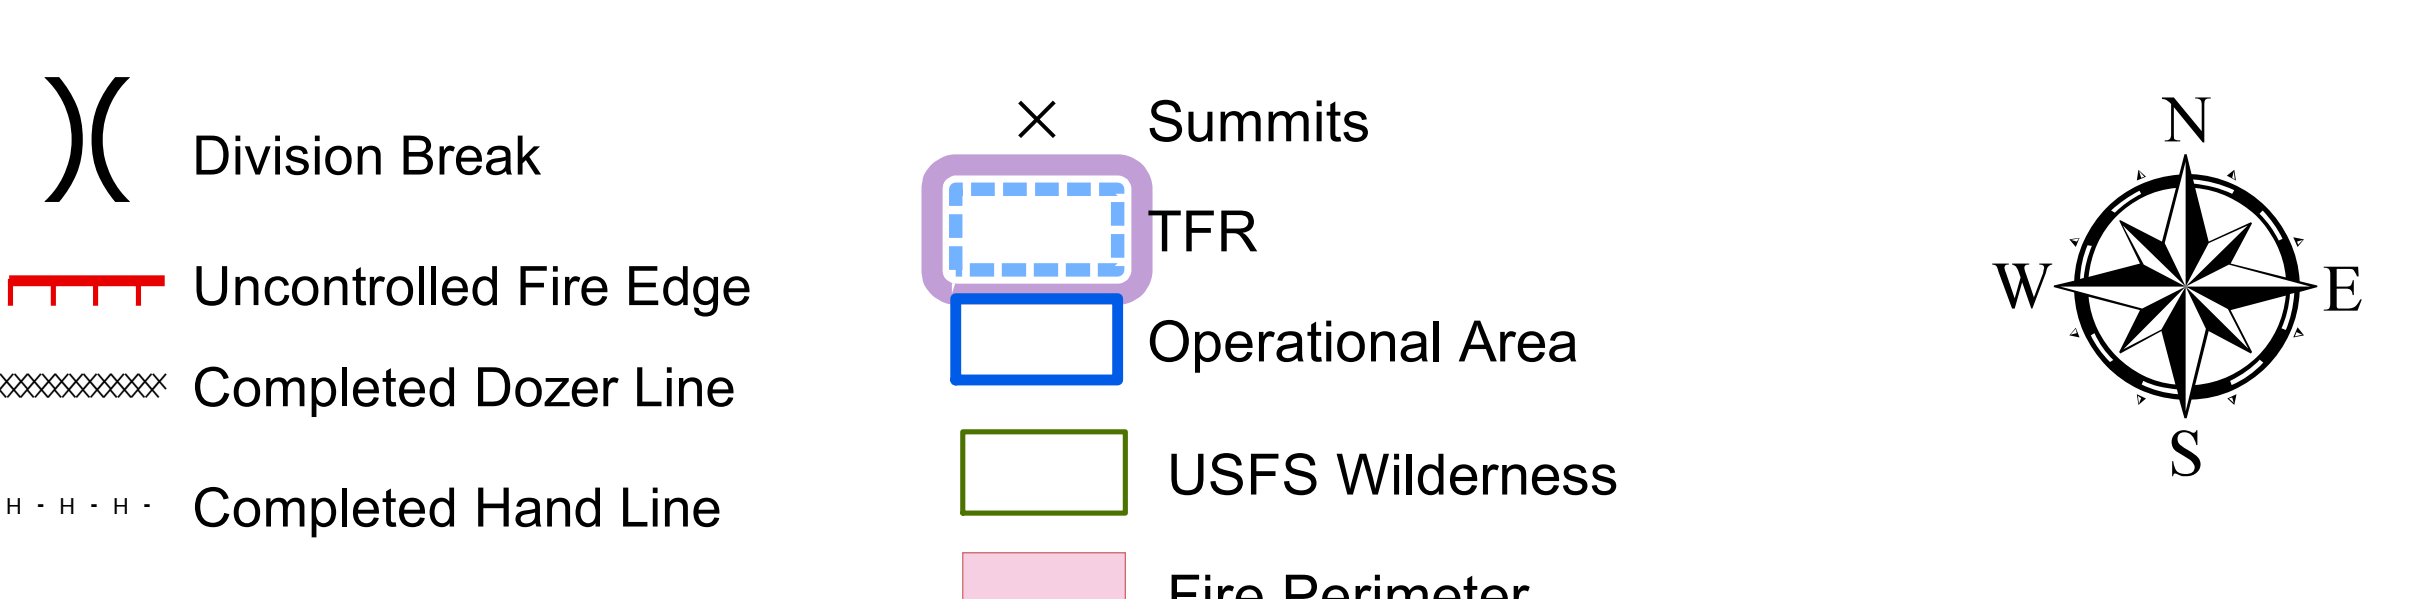 Division Break
Uncontrolled Fire Edge
Completed Dozer Line
H - H - H -
Completed Hand Line
Summits
TFR
Operational Area
USFS Wilderness
Fire Perimeter
N
W
E
S